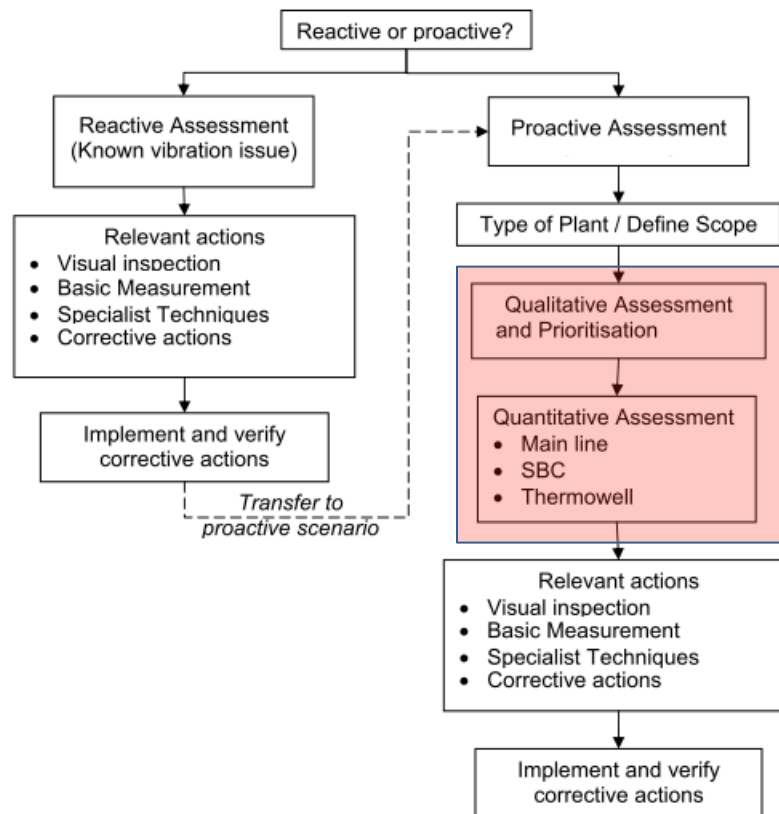 Reactive or proactive?
Reactive Assessment
(Known vibration issue)
Relevant actions
• Visual inspection
• Basic Measurement
• Specialist Techniques
• Corrective actions
Implement and verify
corrective actions
Transfer to
proactive scenario
Proactive Assessment
Type of Plant / Define Scope
Qualitative Assessment
and Prioritisation
Quantitative Assessment
• Main line
• SBC
• Thermowell
Relevant actions
• Visual inspection
• Basic Measurement
• Specialist Techniques
• Corrective actions
Implement and verify
corrective actions